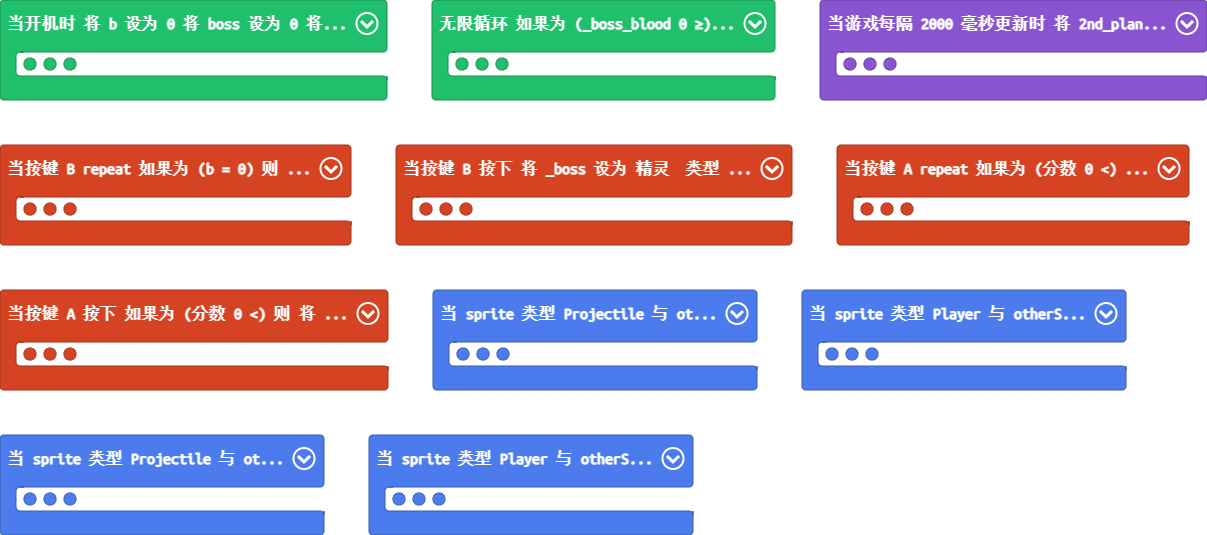 当开机时 将 b 设为 0 将 boss 设为 0 将...
无限循环 如果为 (_boss_blood 0 ≥)...
当游戏每隔 2000 毫秒更新时 将 2nd_plan...
当按键 B repeat 如果为 (b = 0) 则 ...
当按键 B 按下 将 _boss 设为 精灵 类型 ...
当按键 A repeat 如果为 (分数 0 <) ...
当按键 A 按下 如果为 (分数 0 <) 则 将 ...
当 sprite 类型 Projectile 与 ot...
当 sprite 类型 Player 与 otherS...
当 sprite 类型 Projectile 与 ot...
当 sprite 类型 Player 与 otherS...